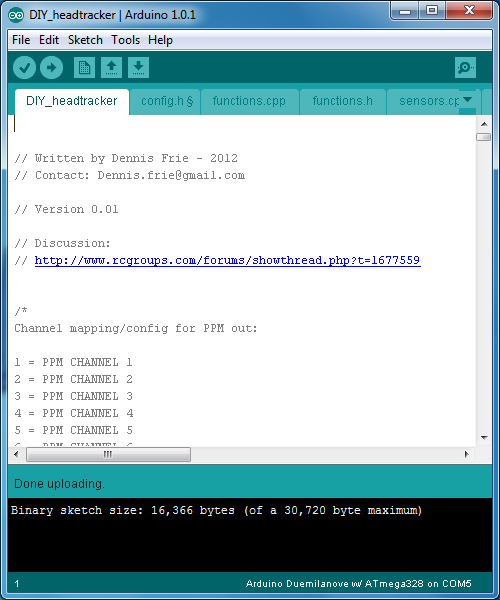 DIY_headtracker | Arduino 1.0.1
File Edit Sketch Tools Help
DIY_headtracker config.h § functions.cpp functions.h sensors.cp
// Written by Dennis Frie - 2012
// Contact: Dennis.frie@gmail.com
// Version 0.01
// Discussion:
// http://www.rcgroups.com/forums/showthread.php?t=1677559
/*
Channel mapping/config for PPM out:
1 = PPM CHANNEL 1
2 = PPM CHANNEL 2
3 = PPM CHANNEL 3
4 = PPM CHANNEL 4
5 = PPM CHANNEL 5
Done uploading.
Binary sketch size: 16,366 bytes (of a 30,720 byte maximum)
1 Arduino Duemilanove w/ ATmega328 on COM5